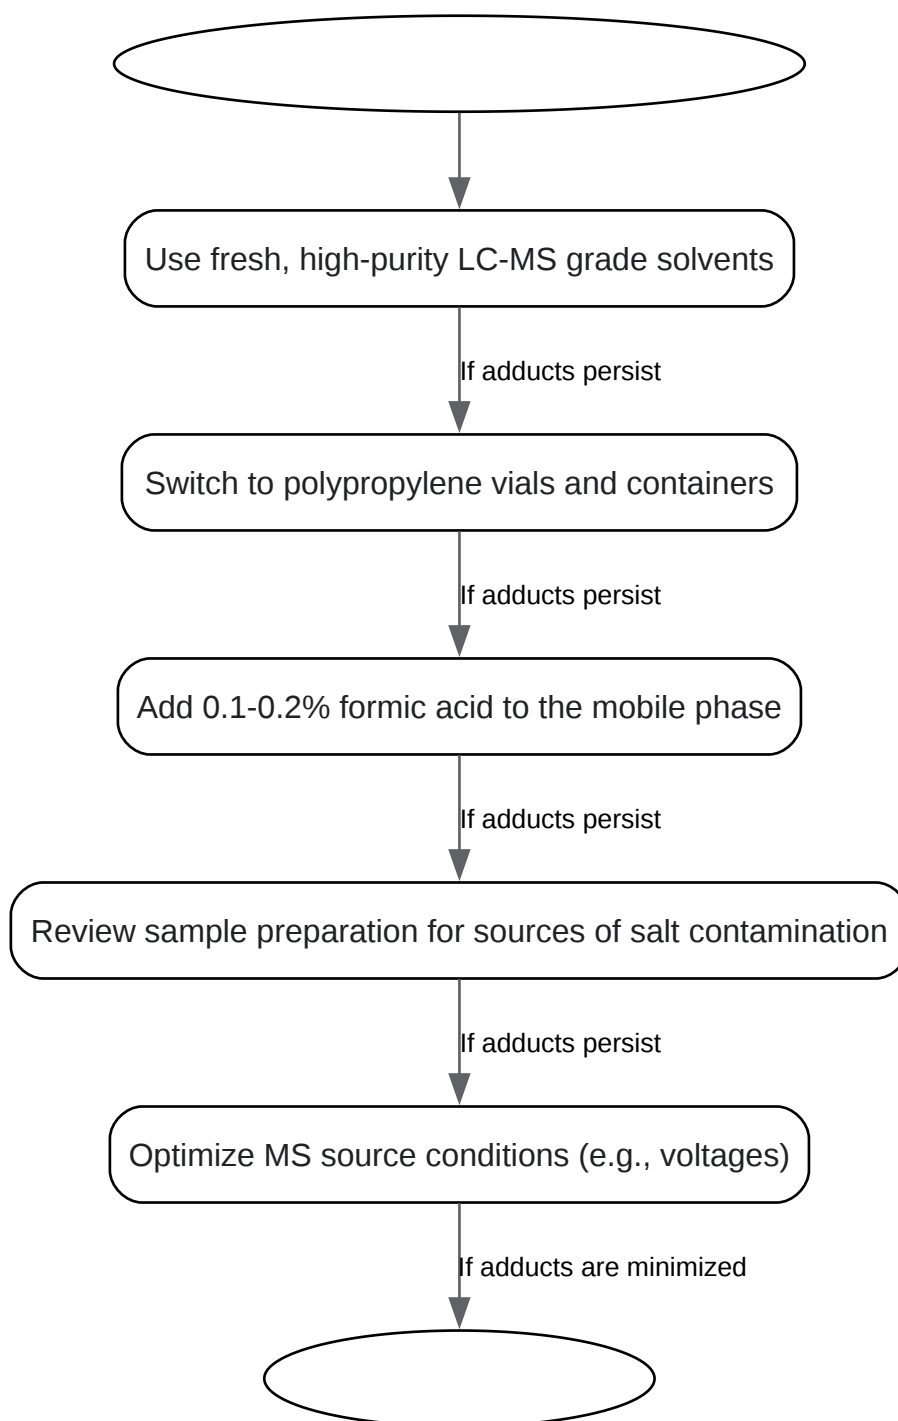 Use fresh, high-purity LC-MS grade solvents
If adducts persist
Switch to polypropylene vials and containers
If adducts persist
Add 0.1-0.2% formic acid to the mobile phase
If adducts persist
Review sample preparation for sources of salt contamination
If adducts persist
Optimize MS source conditions (e.g., voltages)
If adducts are minimized